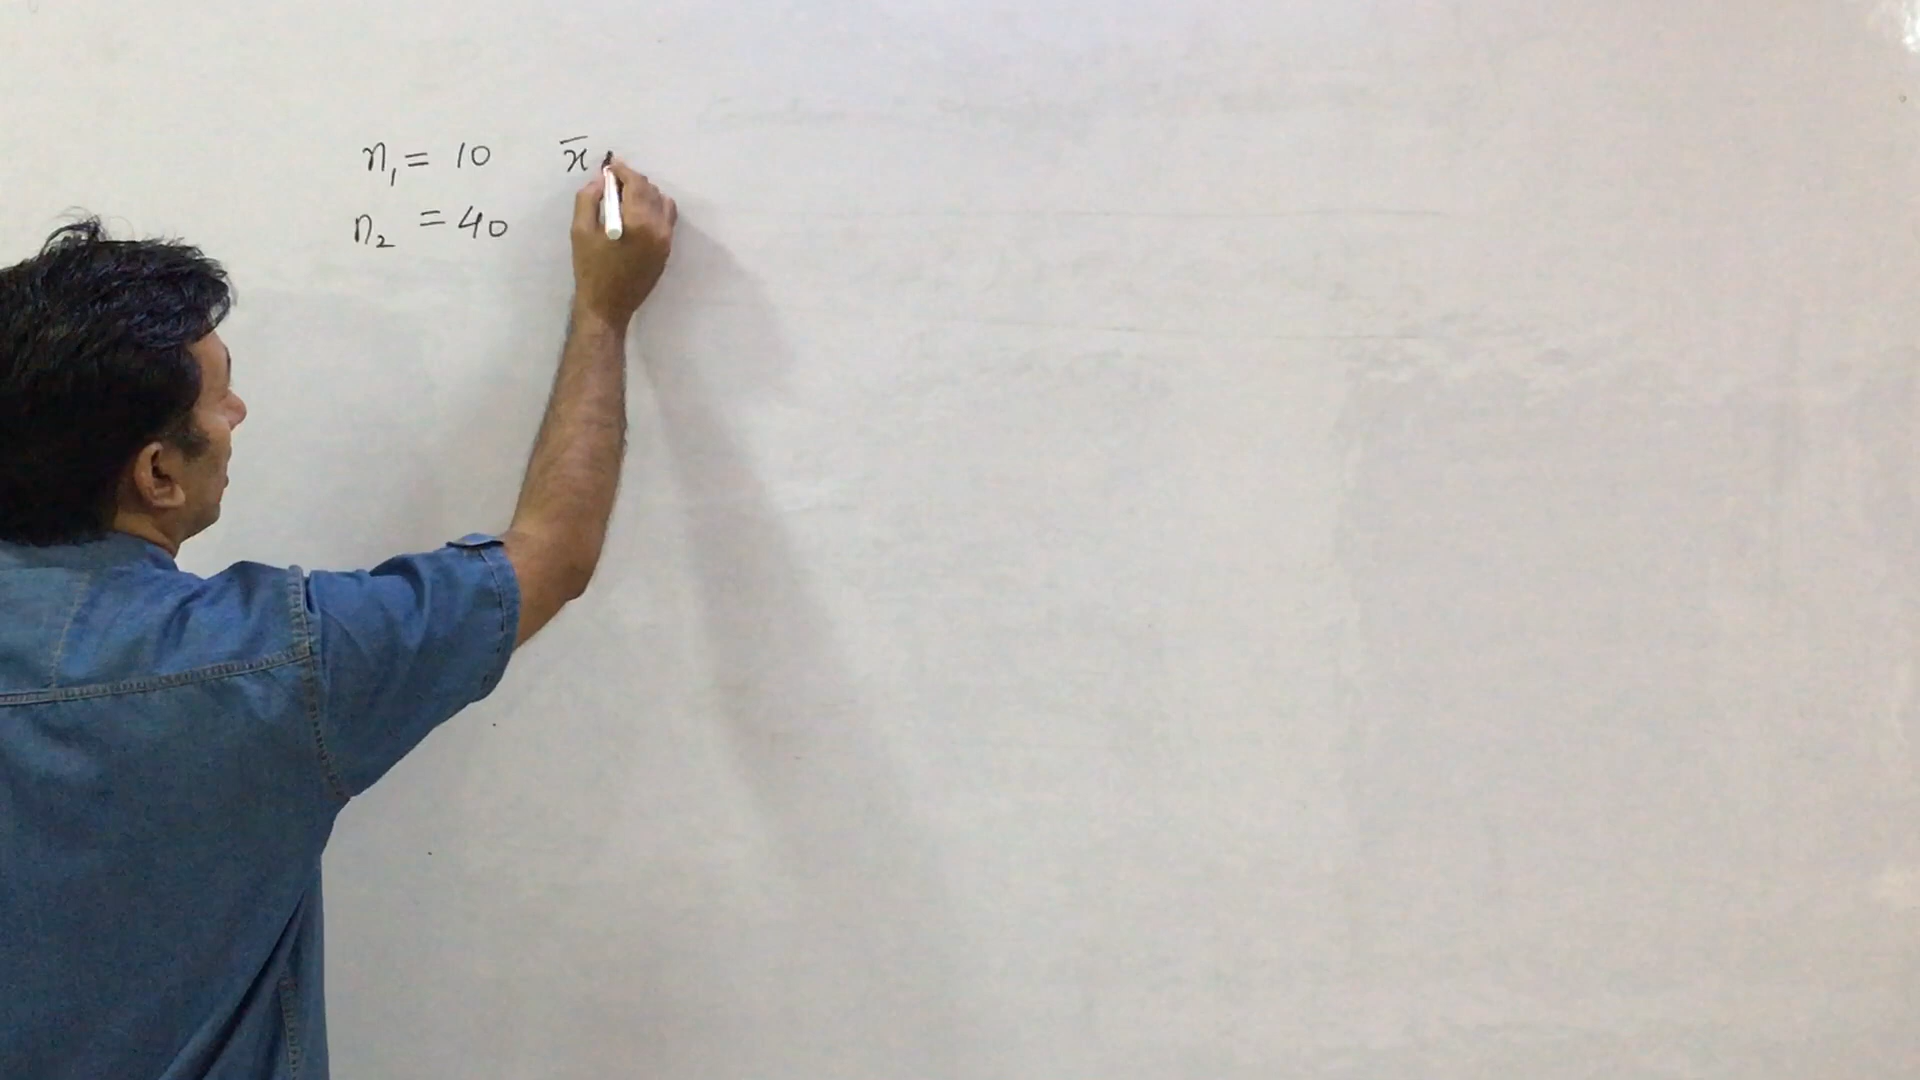 n₁ = 10 x̄
n₂ = 40